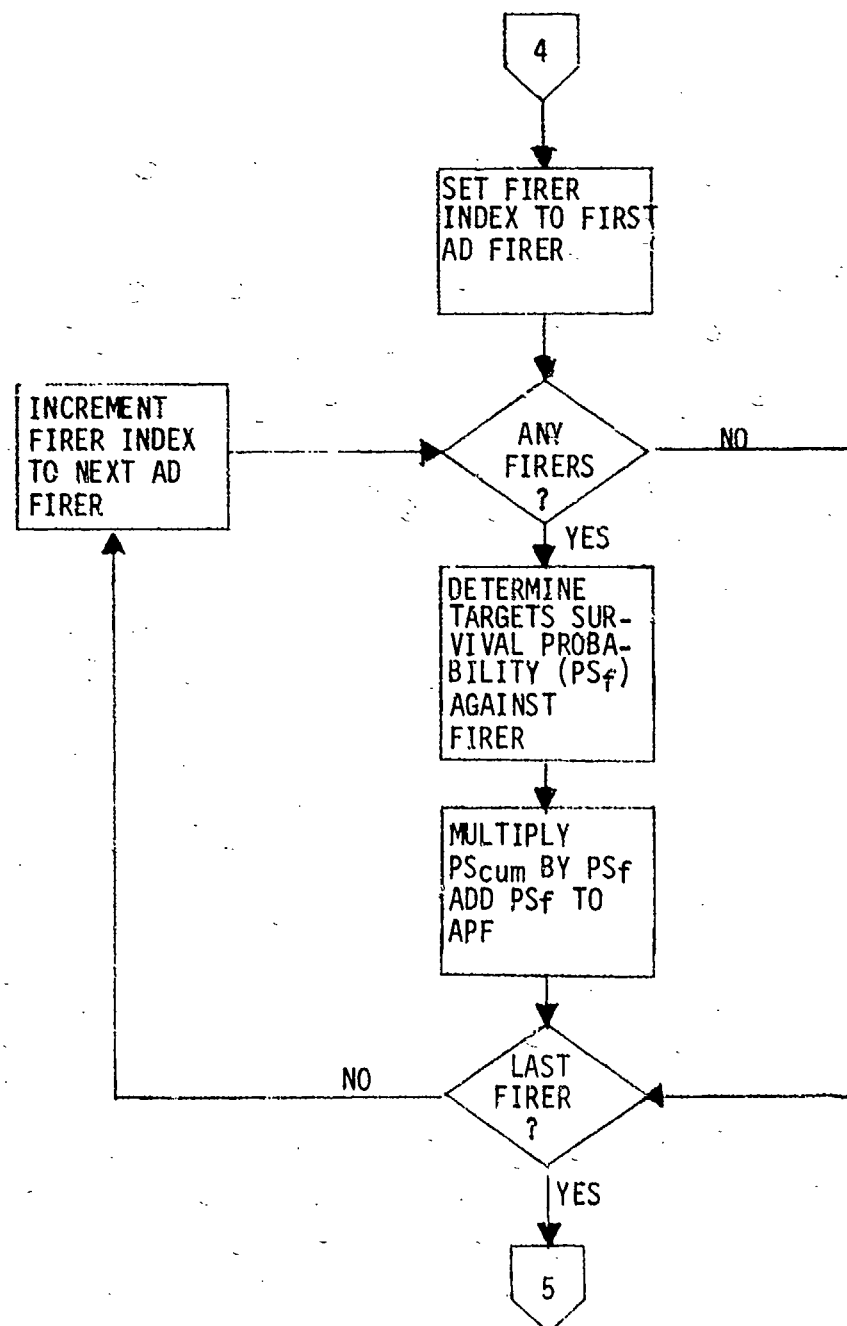 4
SET FIRER
INDEX TO FIRST
AD FIRER
INCREMENT
FIRER INDEX
TO NEXT AD
FIRER
ANY
FIRERS
?
NO
YES
DETERMINE
TARGETS SUR-
VIVAL PROBA-
BILITY (PSf)
AGAINST
FIRER
MULTIPLY
PScum BY PSf
ADD PSf TO
APF
LAST
FIRER
?
NO
YES
5